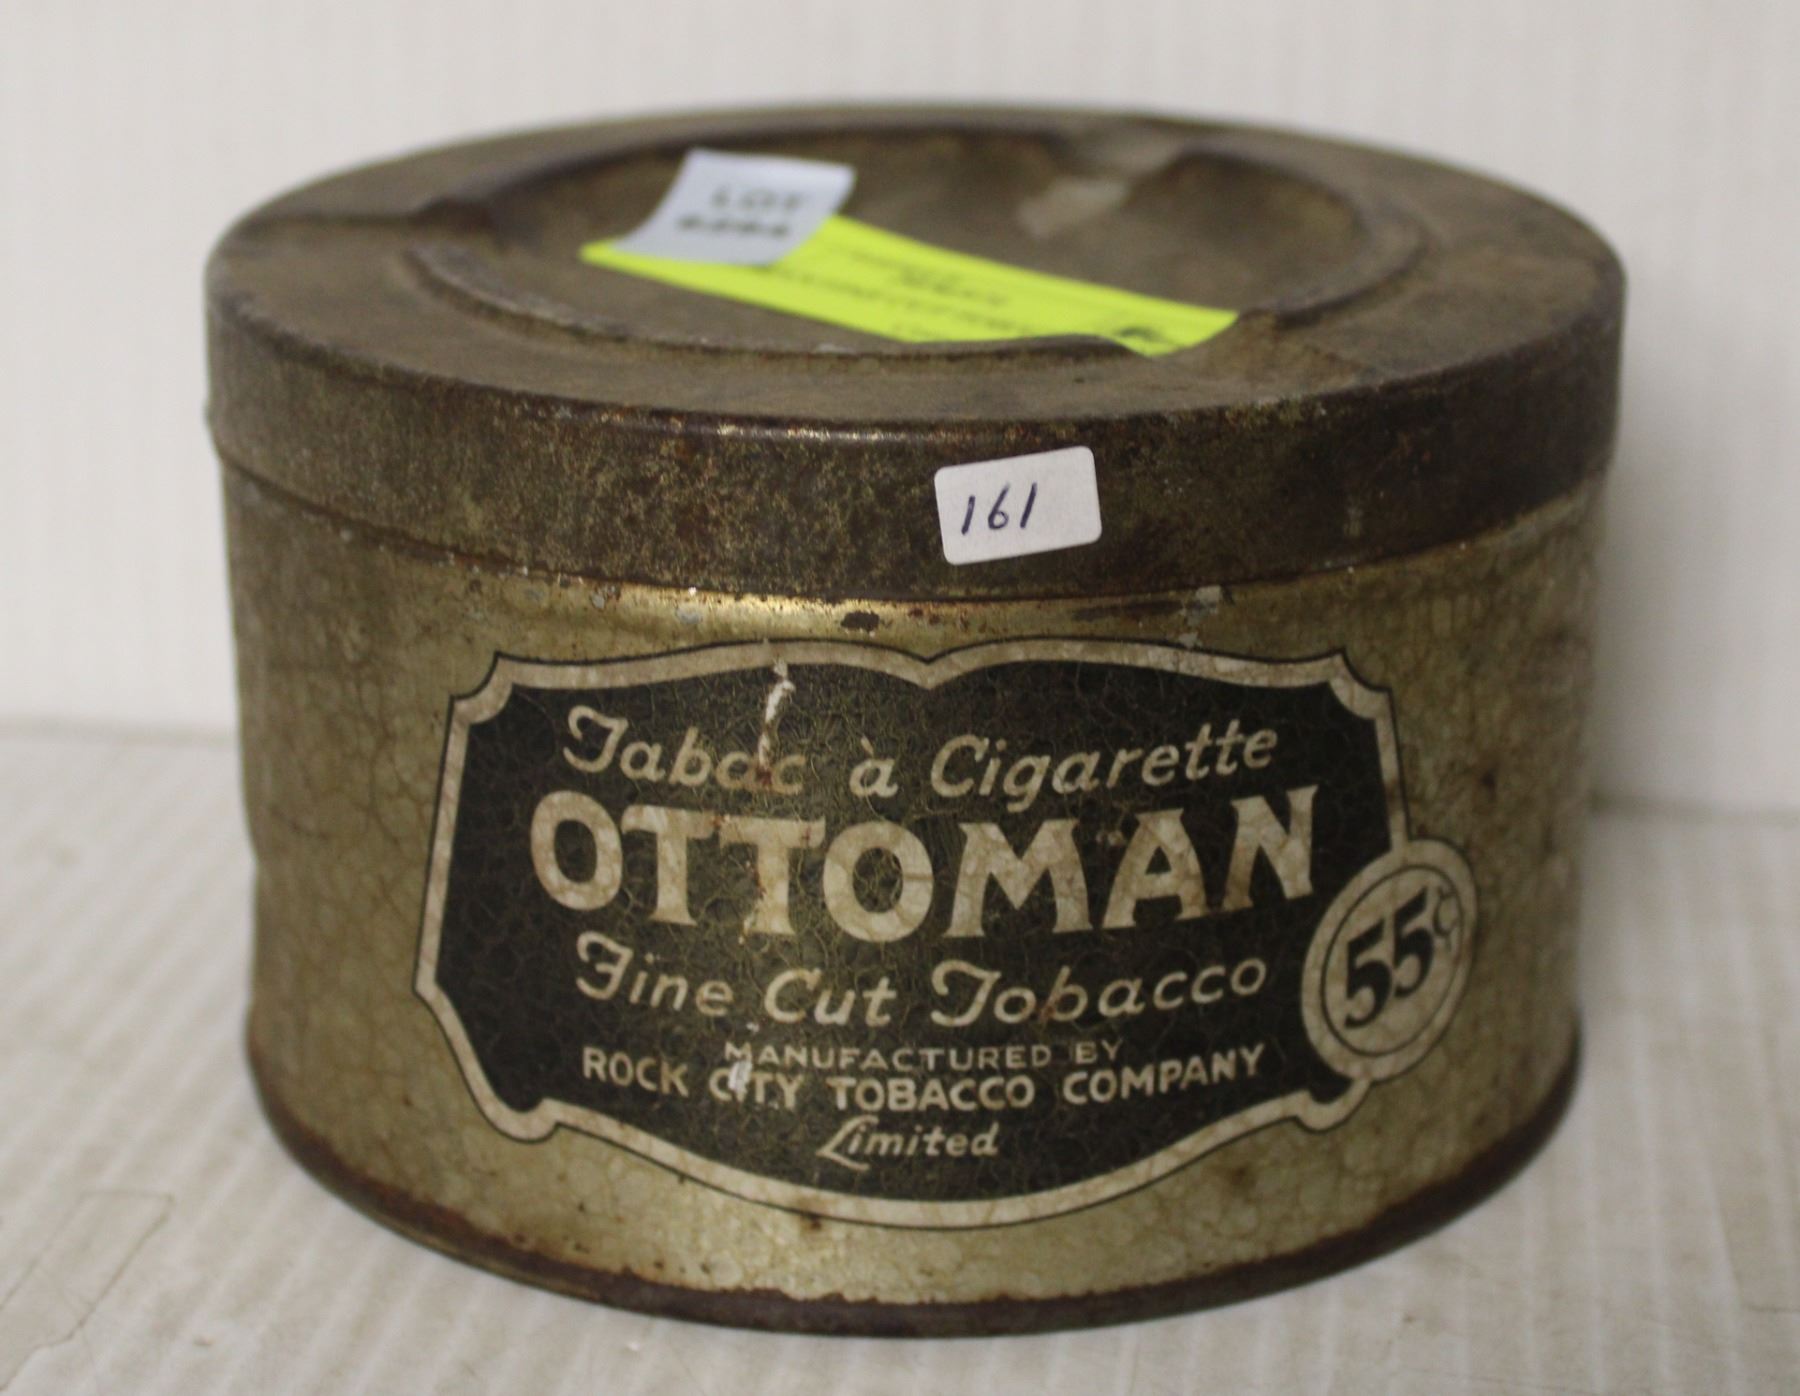 LOT
161
Tabac à Cigarette
OTTOMAN
Fine Cut Tobacco
55¢
MANUFACTURED BY
ROCK CITY TOBACCO COMPANY
Limited